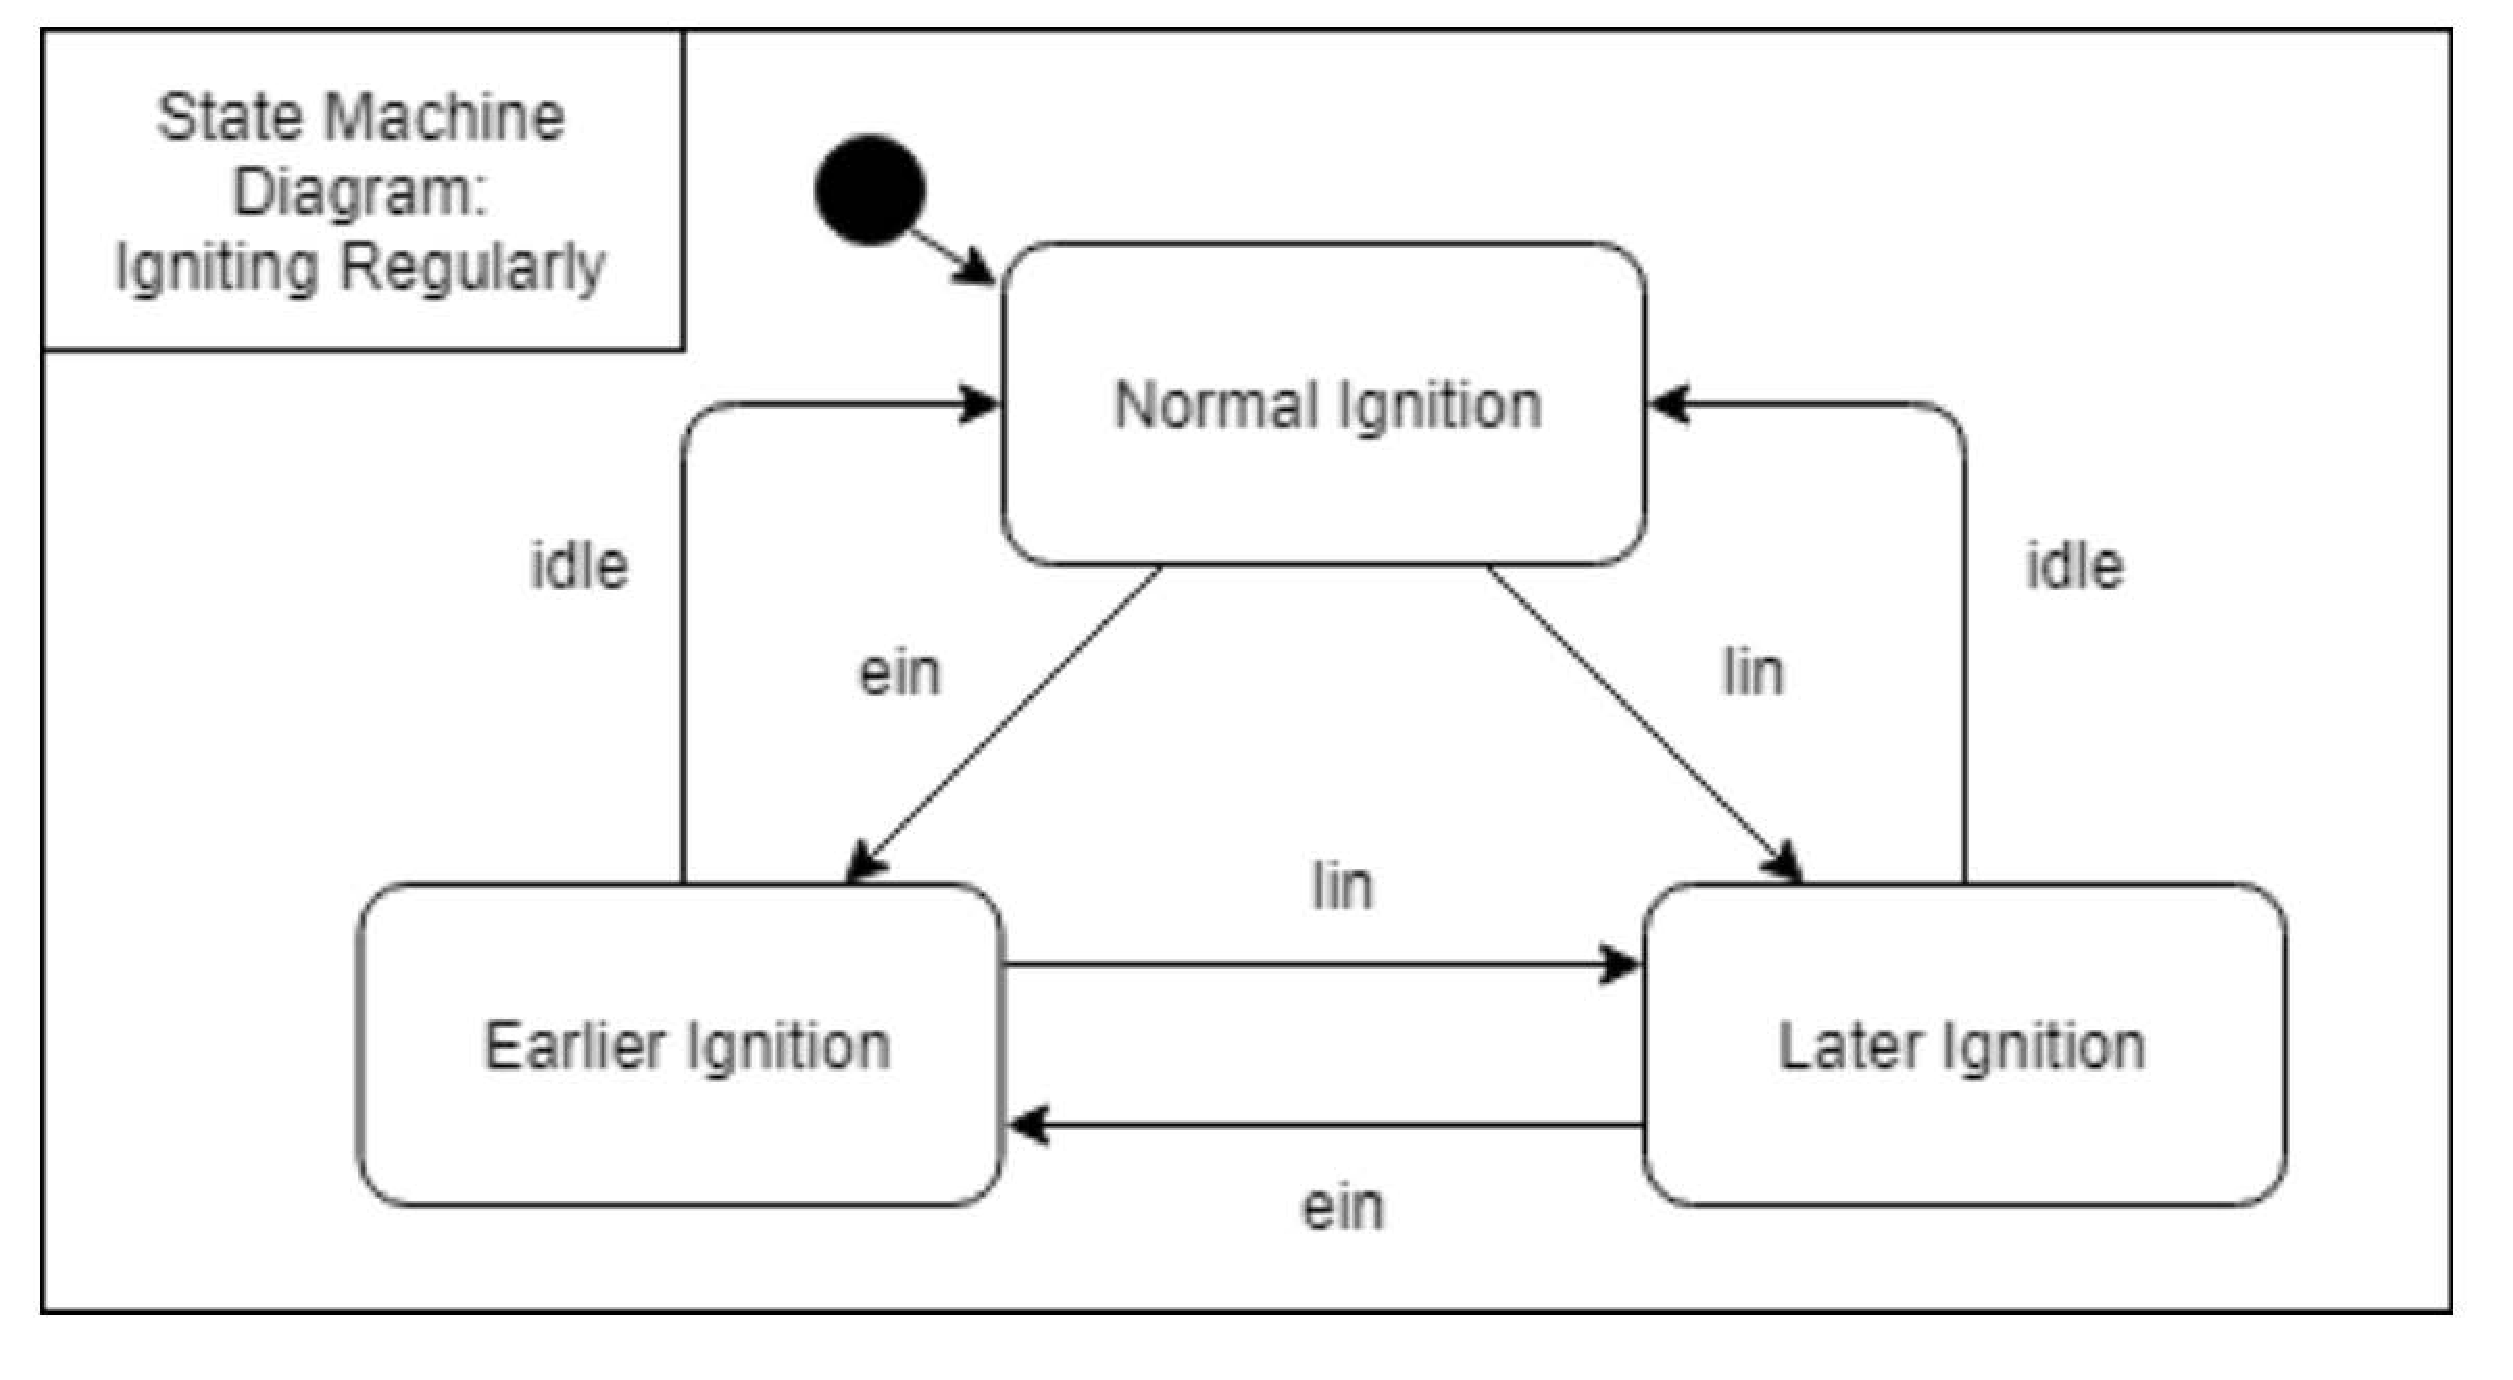 State Machine
Diagram:
Igniting Regularly
Normal Ignition
idle
idle
ein
lin
lin
Earlier Ignition
Later Ignition
ein